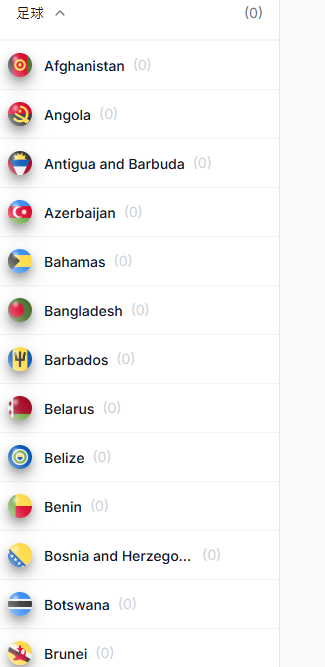 足球 (0)
Afghanistan (0)
Angola (0)
Antigua and Barbuda (0)
Azerbaijan (0)
Bahamas (0)
Bangladesh (0)
Barbados (0)
Belarus (0)
Belize (0)
Benin (0)
Bosnia and Herzego... (0)
Botswana (0)
Brunei (0)